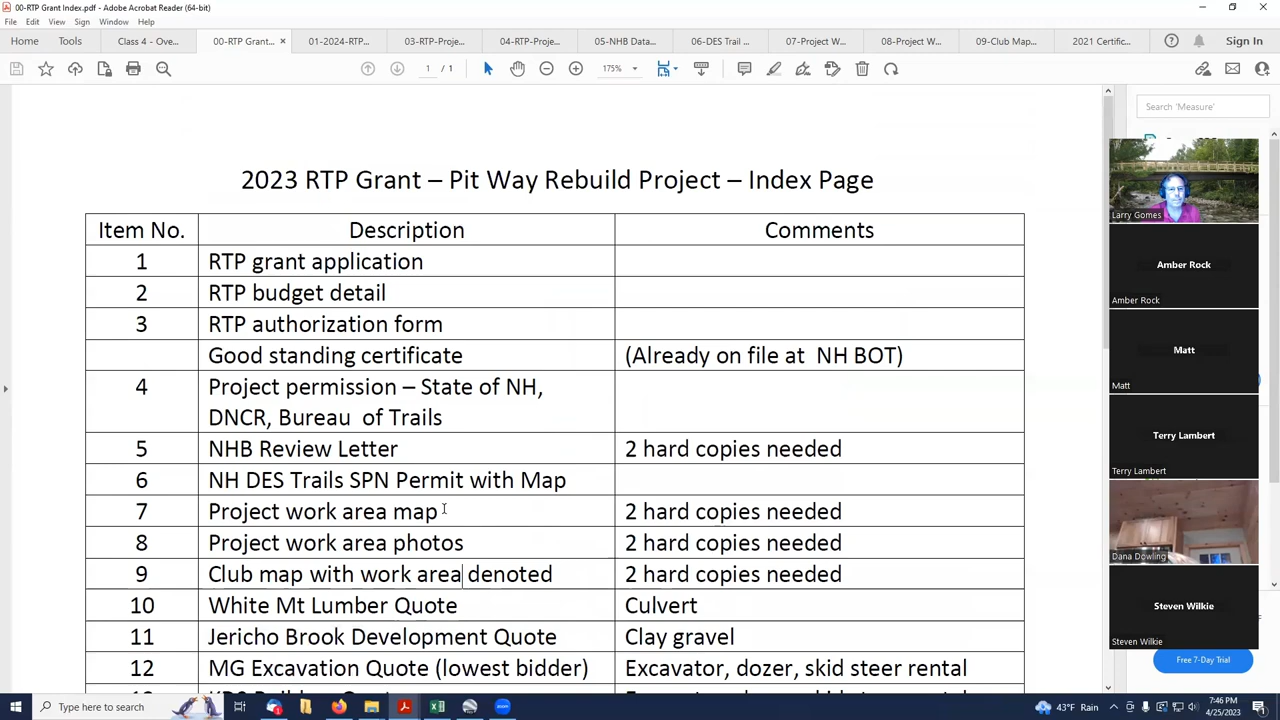 00-RTP Grant Index.pdf - Adobe Acrobat Reader (64-bit)
File Edit View Sign Window Help
Home Tools Class 4 - Ove... 00-RTP Grant... × 01-2024-RTP... 03-RTP-Proje... 04-RTP-Proje... 05-NHB Data... 06-DES Trail ... 07-Project W... 08-Project W... 09-Club Map... 2021 Certific... Sign In
1 / 1 175%
Search 'Measure'
2023 RTP Grant – Pit Way Rebuild Project – Index Page
Item No. Description Comments
1 RTP grant application
2 RTP budget detail
3 RTP authorization form
Good standing certificate (Already on file at NH BOT)
4 Project permission – State of NH,
DNCR, Bureau of Trails
5 NHB Review Letter 2 hard copies needed
6 NH DES Trails SPN Permit with Map
7 Project work area map 2 hard copies needed
8 Project work area photos 2 hard copies needed
9 Club map with work area denoted 2 hard copies needed
10 White Mt Lumber Quote Culvert
11 Jericho Brook Development Quote Clay gravel
12 MG Excavation Quote (lowest bidder) Excavator, dozer, skid steer rental
Larry Gomes
Amber Rock
Amber Rock
Matt
Matt
Terry Lambert
Terry Lambert
Dana Dowling
Steven Wilkie
Steven Wilkie
Free 7-Day Trial
Type here to search
43°F Rain
7:46 PM
4/25/2023